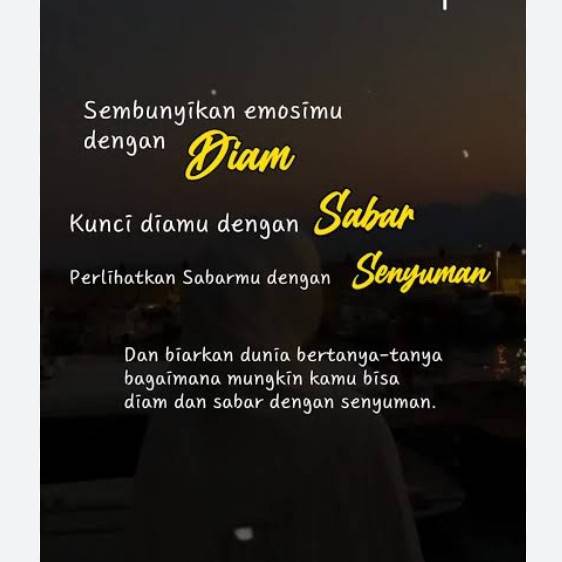 Sembunyikan emosimu
dengan Diam
Kunci diamu dengan Sabar
Perlihatkan Sabarmu dengan Senyuman
Dan biarkan dunia bertanya-tanya
bagaimana mungkin kamu bisa
diam dan sabar dengan senyuman.